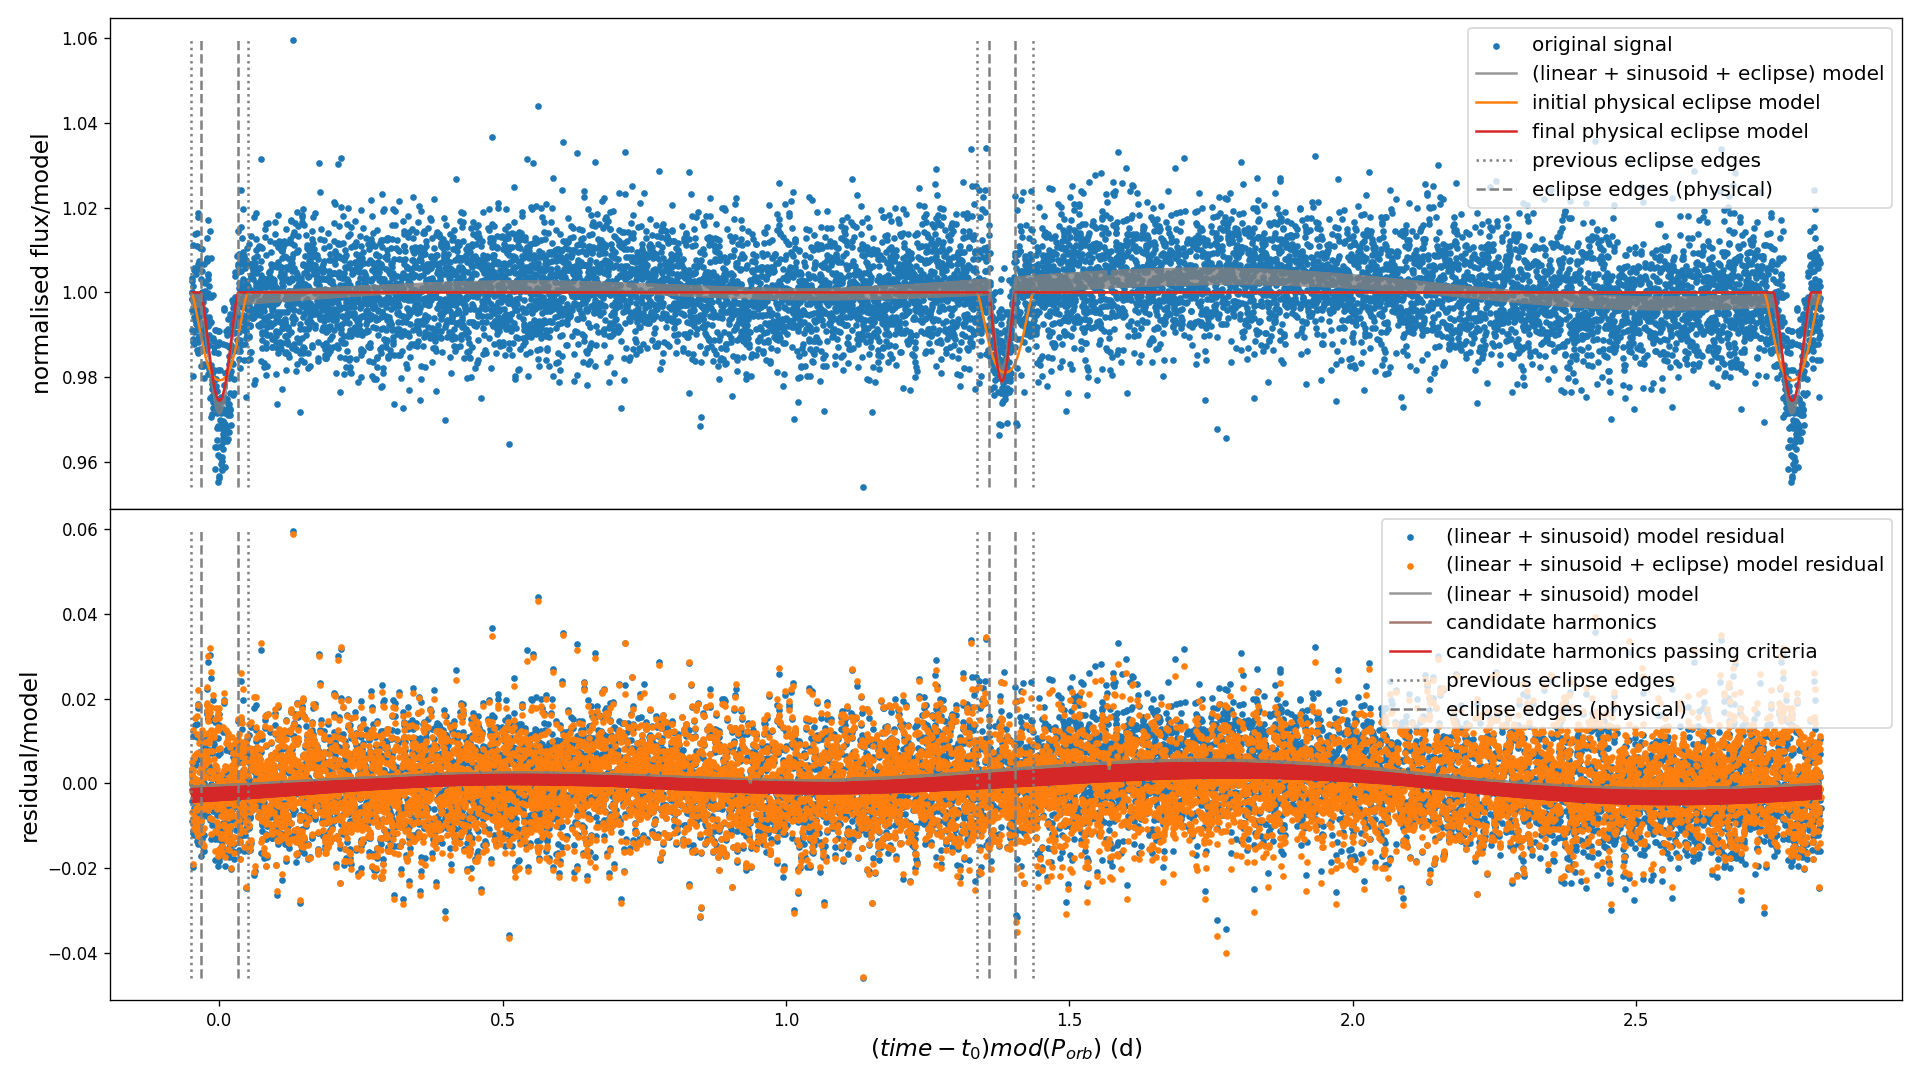 normalised flux/model
1.06
1.04
1.02
1.00
0.98
0.96
original signal
(linear + sinusoid + eclipse) model
initial physical eclipse model
final physical eclipse model
previous eclipse edges
eclipse edges (physical)
residual/model
0.06
0.04
0.02
0.00
−0.02
−0.04
(linear + sinusoid) model residual
(linear + sinusoid + eclipse) model residual
(linear + sinusoid) model
candidate harmonics
candidate harmonics passing criteria
previous eclipse edges
eclipse edges (physical)
0.0 0.5 1.0 1.5 2.0 2.5
(time − t₀)mod(Pₒᵣb) (d)